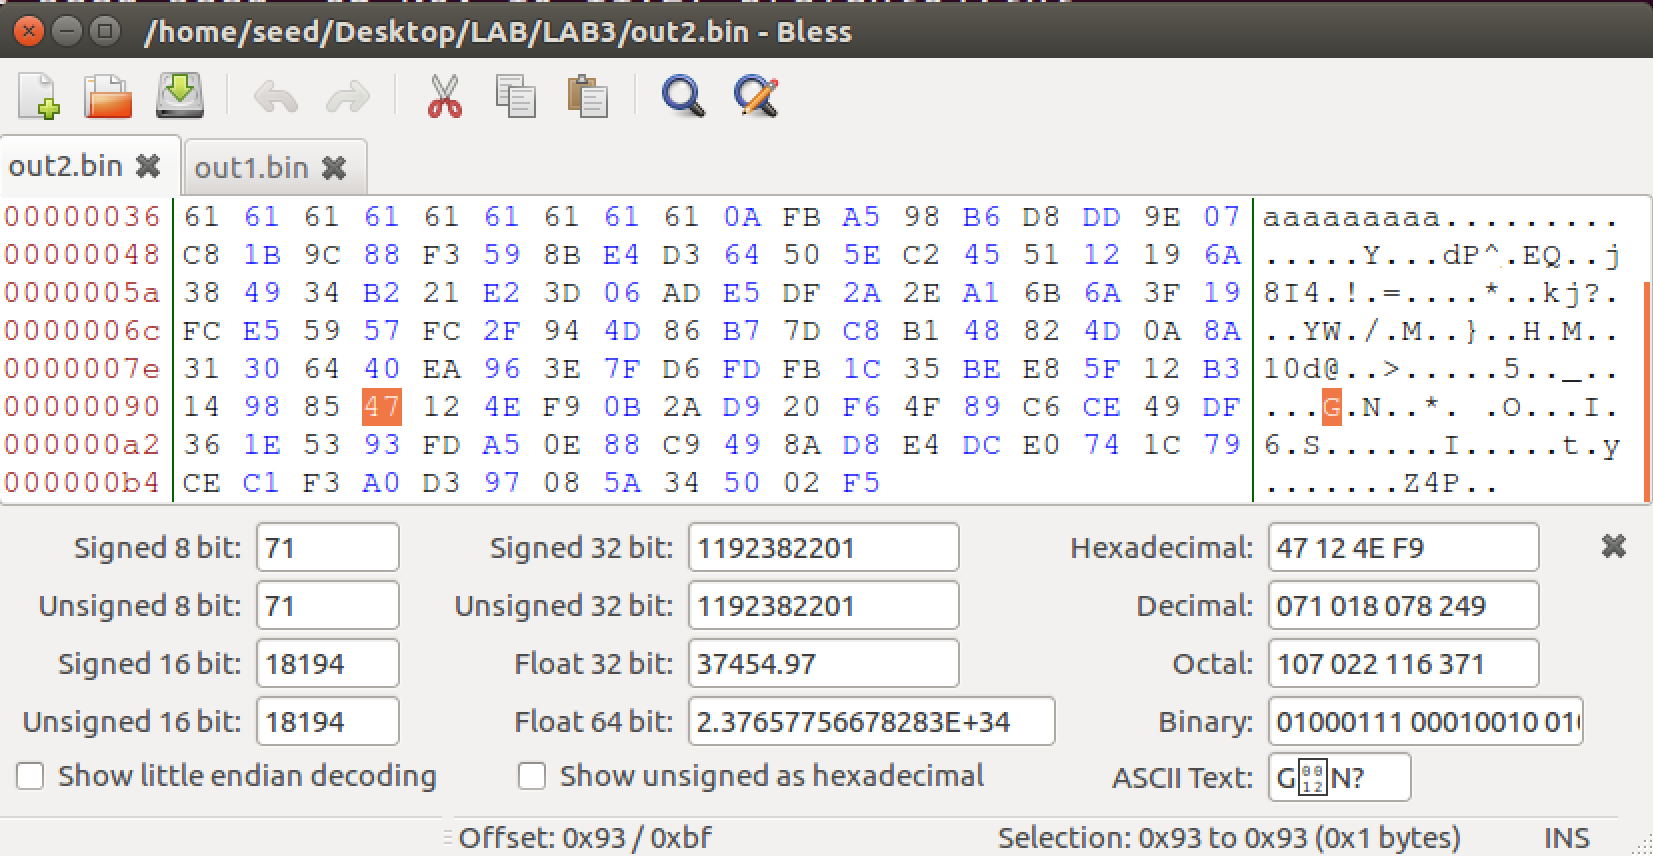 /home/seed/Desktop/LAB/LAB3/out2.bin - Bless
out2.bin out1.bin
00000036 61 61 61 61 61 61 61 61 61 0A FB A5 98 B6 D8 DD 9E 07 aaaaaaaaa.........
00000048 C8 1B 9C 88 F3 59 8B E4 D3 64 50 5E C2 45 51 12 19 6A .....Y...dP^.EQ..j
0000005a 38 49 34 B2 21 E2 3D 06 AD E5 DF 2A 2E A1 6B 6A 3F 19 8I4.!.=....*..kj?.
0000006c FC E5 59 57 FC 2F 94 4D 86 B7 7D C8 B1 48 82 4D 0A 8A ..YW./.M..}..H.M..
0000007e 31 30 64 40 EA 96 3E 7F D6 FD FB 1C 35 BE E8 5F 12 B3 10d@..>.....5.._..
00000090 14 98 85 47 12 4E F9 0B 2A D9 20 F6 4F 89 C6 CE 49 DF ...G.N..*. .O...I.
000000a2 36 1E 53 93 FD A5 0E 88 C9 49 8A D8 E4 DC E0 74 1C 79 6.S......I.....t.y
000000b4 CE C1 F3 A0 D3 97 08 5A 34 50 02 F5 .......Z4P..
Signed 8 bit: 71 Signed 32 bit: 1192382201 Hexadecimal: 47 12 4E F9
Unsigned 8 bit: 71 Unsigned 32 bit: 1192382201 Decimal: 071 018 078 249
Signed 16 bit: 18194 Float 32 bit: 37454.97 Octal: 107 022 116 371
Unsigned 16 bit: 18194 Float 64 bit: 2.37657756678283E+34 Binary: 01000111 00010010 01
Show little endian decoding Show unsigned as hexadecimal ASCII Text: G 0012 N?
Offset: 0x93 / 0xbf Selection: 0x93 to 0x93 (0x1 bytes) INS